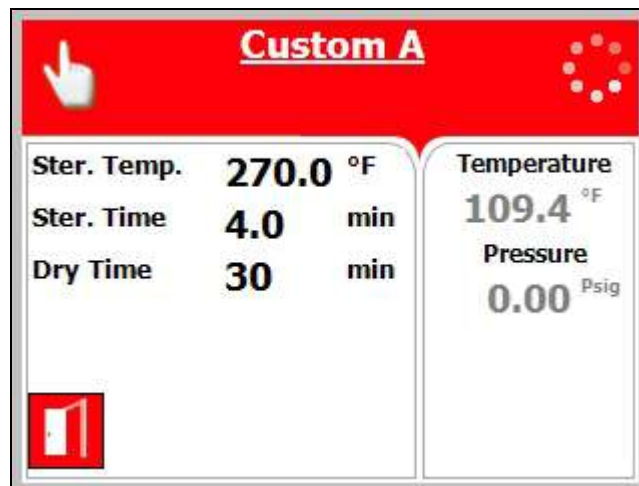 Custom A
Ster. Temp. 270.0 °F
Ster. Time 4.0 min
Dry Time 30 min
Temperature
109.4 °F
Pressure
0.00 Psig